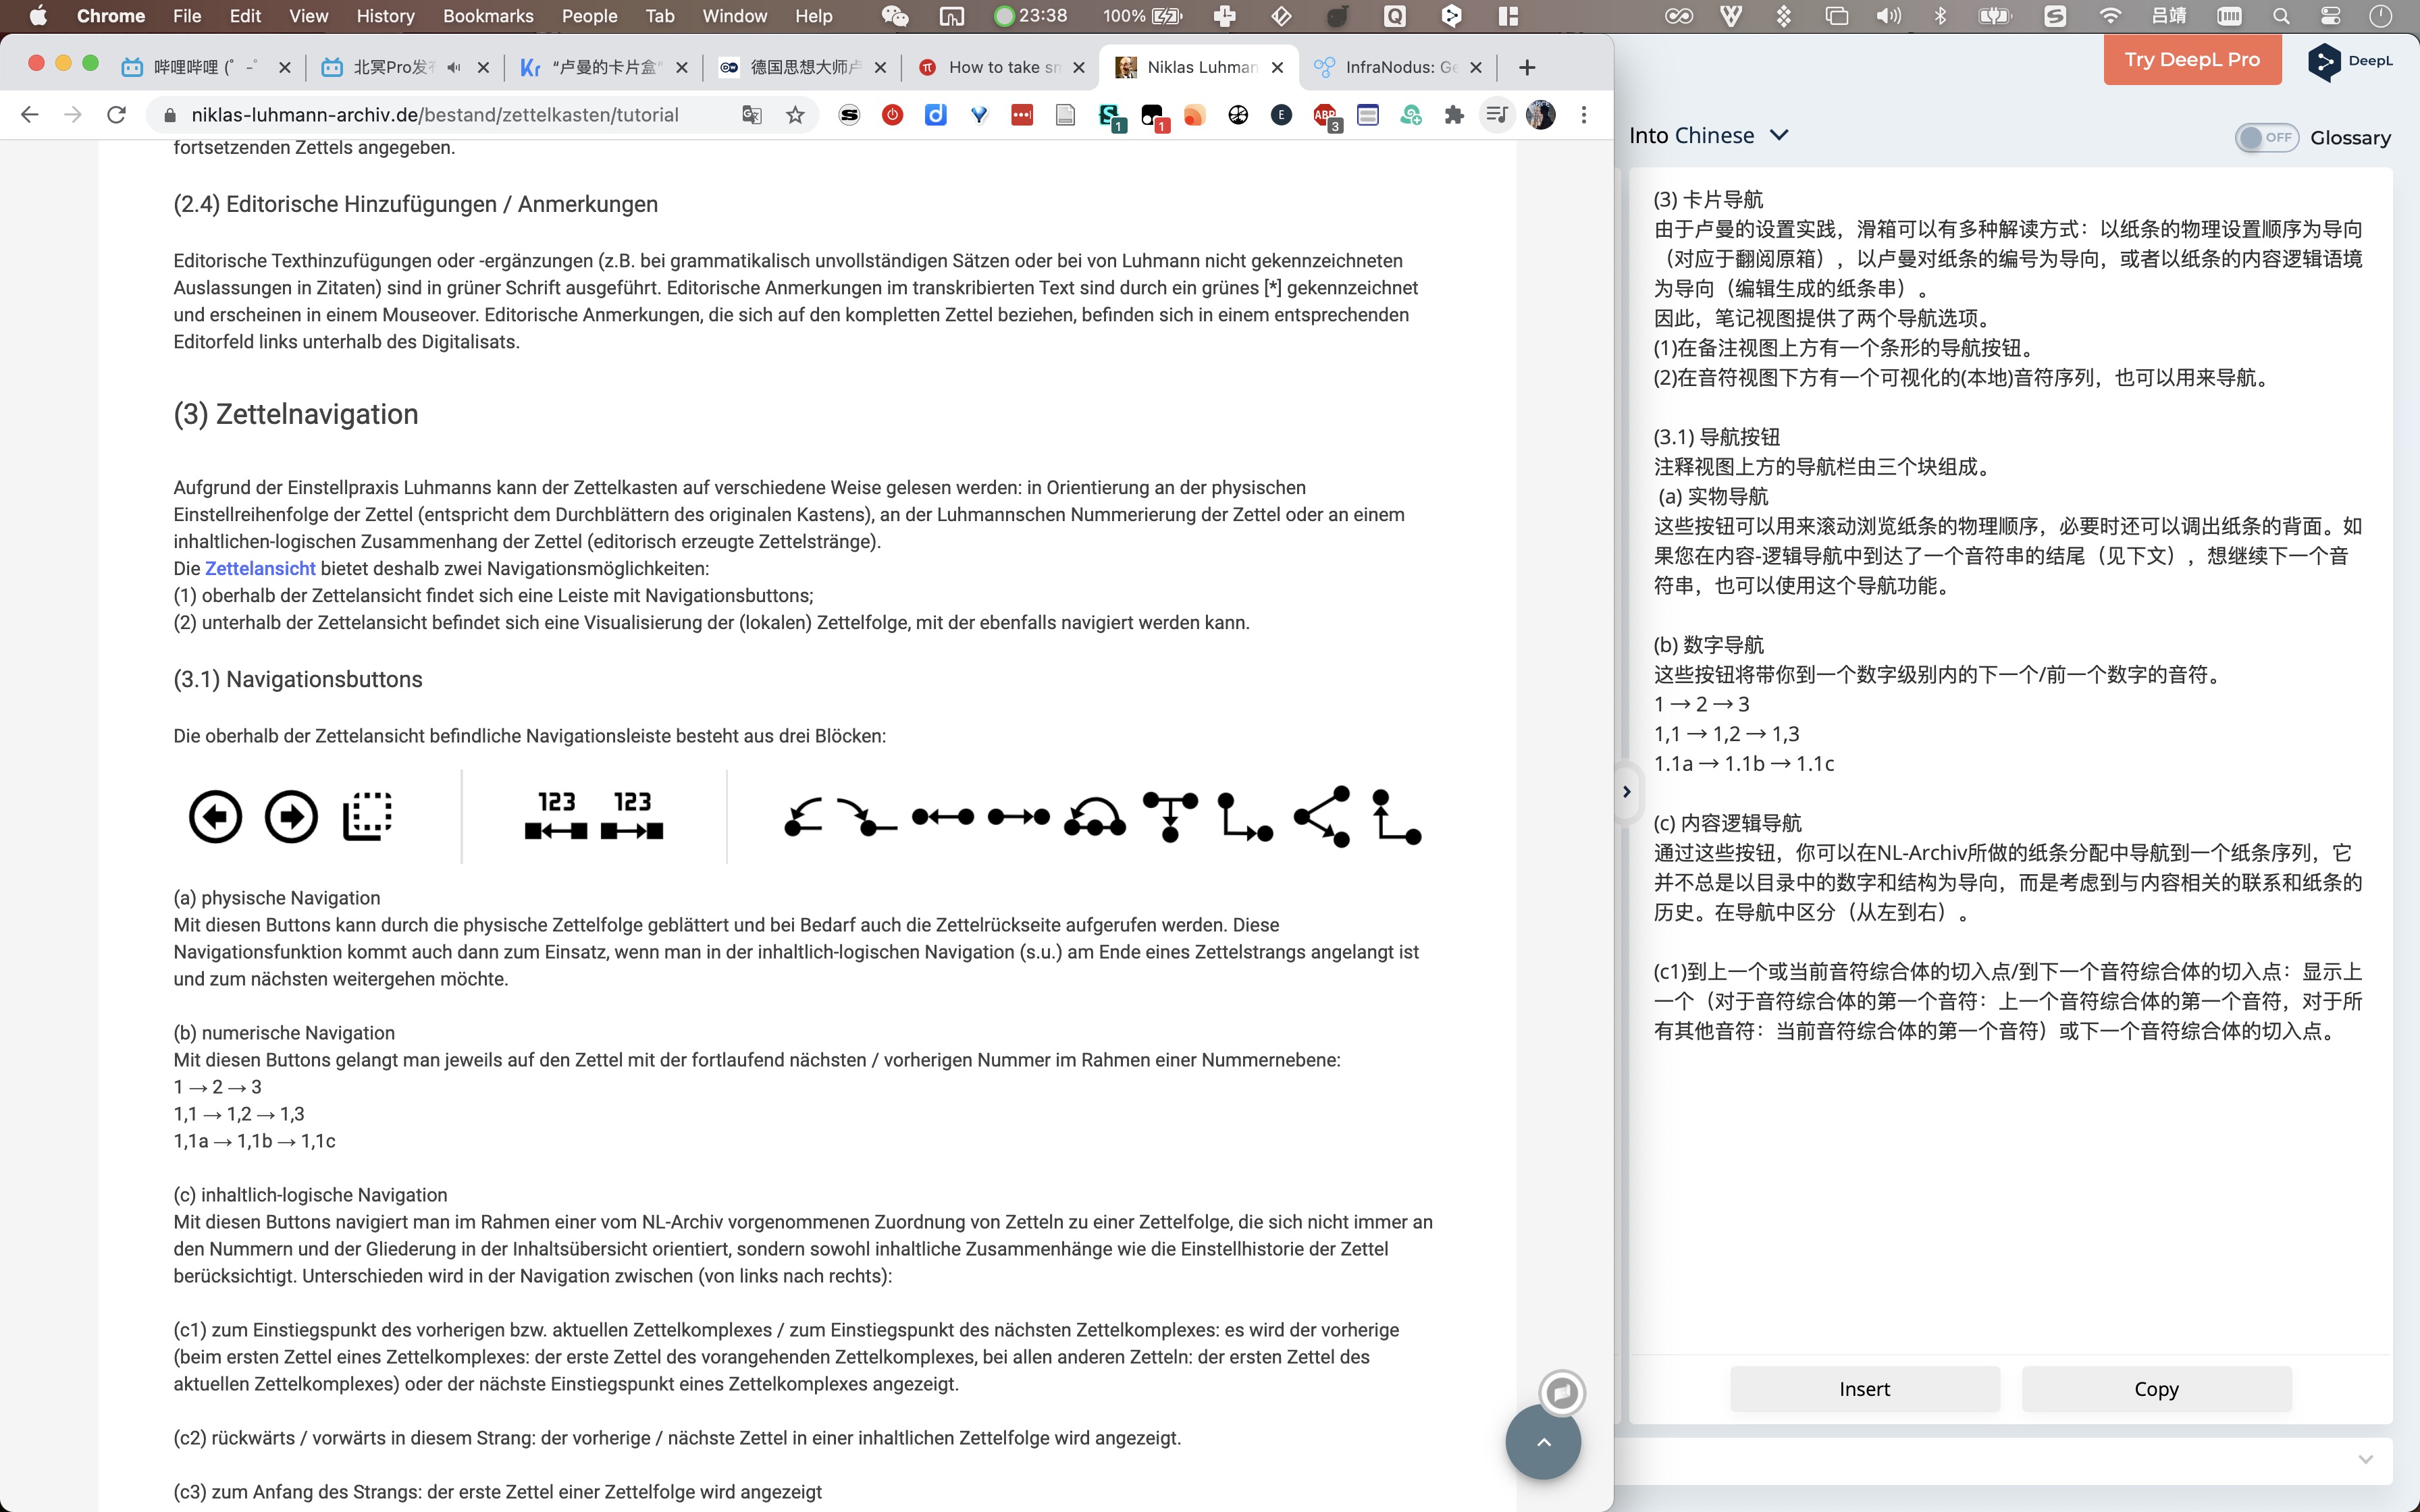 Chrome File Edit View History Bookmarks People Tab Window Help 23:38 100% 吕靖
哔哩哔哩 (゜-゜
北冥Pro发布
“卢曼的卡片盒”
德国思想大师卢
How to take sm
Niklas Luhman
InfraNodus: Ge
niklas-luhmann-archiv.de/bestand/zettelkasten/tutorial
fortsetzenden Zettels angegeben.
(2.4) Editorische Hinzufügungen / Anmerkungen
Editorische Texthinzufügungen oder -ergänzungen (z.B. bei grammatikalisch unvollständigen Sätzen oder bei von Luhmann nicht gekennzeichneten
Auslassungen in Zitaten) sind in grüner Schrift ausgeführt. Editorische Anmerkungen im transkribierten Text sind durch ein grünes [*] gekennzeichnet
und erscheinen in einem Mouseover. Editorische Anmerkungen, die sich auf den kompletten Zettel beziehen, befinden sich in einem entsprechenden
Editorfeld links unterhalb des Digitalisats.
(3) Zettelnavigation
Aufgrund der Einstellpraxis Luhmanns kann der Zettelkasten auf verschiedene Weise gelesen werden: in Orientierung an der physischen
Einstellreihenfolge der Zettel (entspricht dem Durchblättern des originalen Kastens), an der Luhmannschen Nummerierung der Zettel oder an einem
inhaltlichen-logischen Zusammenhang der Zettel (editorisch erzeugte Zettelstränge).
Die Zettelansicht bietet deshalb zwei Navigationsmöglichkeiten:
(1) oberhalb der Zettelansicht findet sich eine Leiste mit Navigationsbuttons;
(2) unterhalb der Zettelansicht befindet sich eine Visualisierung der (lokalen) Zettelfolge, mit der ebenfalls navigiert werden kann.
(3.1) Navigationsbuttons
Die oberhalb der Zettelansicht befindliche Navigationsleiste besteht aus drei Blöcken:
123 123
(a) physische Navigation
Mit diesen Buttons kann durch die physische Zettelfolge geblättert und bei Bedarf auch die Zettelrückseite aufgerufen werden. Diese
Navigationsfunktion kommt auch dann zum Einsatz, wenn man in der inhaltlich-logischen Navigation (s.u.) am Ende eines Zettelstrangs angelangt ist
und zum nächsten weitergehen möchte.
(b) numerische Navigation
Mit diesen Buttons gelangt man jeweils auf den Zettel mit der fortlaufend nächsten / vorherigen Nummer im Rahmen einer Nummernebene:
1 → 2 → 3
1,1 → 1,2 → 1,3
1,1a → 1,1b → 1,1c
(c) inhaltlich-logische Navigation
Mit diesen Buttons navigiert man im Rahmen einer vom NL-Archiv vorgenommenen Zuordnung von Zetteln zu einer Zettelfolge, die sich nicht immer an
den Nummern und der Gliederung in der Inhaltsübersicht orientiert, sondern sowohl inhaltliche Zusammenhänge wie die Einstellhistorie der Zettel
berücksichtigt. Unterschieden wird in der Navigation zwischen (von links nach rechts):
(c1) zum Einstiegspunkt des vorherigen bzw. aktuellen Zettelkomplexes / zum Einstiegspunkt des nächsten Zettelkomplexes: es wird der vorherige
(beim ersten Zettel eines Zettelkomplexes: der erste Zettel des vorangehenden Zettelkomplexes, bei allen anderen Zetteln: der ersten Zettel des
aktuellen Zettelkomplexes) oder der nächste Einstiegspunkt eines Zettelkomplexes angezeigt.
(c2) rückwärts / vorwärts in diesem Strang: der vorherige / nächste Zettel in einer inhaltlichen Zettelfolge wird angezeigt.
(c3) zum Anfang des Strangs: der erste Zettel einer Zettelfolge wird angezeigt
Try DeepL Pro
DeepL
Into Chinese
OFF Glossary
(3) 卡片导航
由于卢曼的设置实践，滑箱可以有多种解读方式：以纸条的物理设置顺序为导向
（对应于翻阅原箱），以卢曼对纸条的编号为导向，或者以纸条的内容逻辑语境
为导向（编辑生成的纸条串）。
因此，笔记视图提供了两个导航选项。
(1)在备注视图上方有一个条形的导航按钮。
(2)在音符视图下方有一个可视化的(本地)音符序列，也可以用来导航。
(3.1) 导航按钮
注释视图上方的导航栏由三个块组成。
(a) 实物导航
这些按钮可以用来滚动浏览纸条的物理顺序，必要时还可以调出纸条的背面。如
果您在内容-逻辑导航中到达了一个音符串的结尾（见下文），想继续下一个音
符串，也可以使用这个导航功能。
(b) 数字导航
这些按钮将带你到一个数字级别内的下一个/前一个数字的音符。
1 → 2 → 3
1,1 → 1,2 → 1,3
1.1a → 1.1b → 1.1c
(c) 内容逻辑导航
通过这些按钮，你可以在NL-Archiv所做的纸条分配中导航到一个纸条序列，它
并不总是以目录中的数字和结构为导向，而是考虑到与内容相关的联系和纸条的
历史。在导航中区分（从左到右）。
(c1)到上一个或当前音符综合体的切入点/到下一个音符综合体的切入点：显示上
一个（对于音符综合体的第一个音符：上一个音符综合体的第一个音符，对于所
有其他音符：当前音符综合体的第一个音符）或下一个音符综合体的切入点。
Insert
Copy